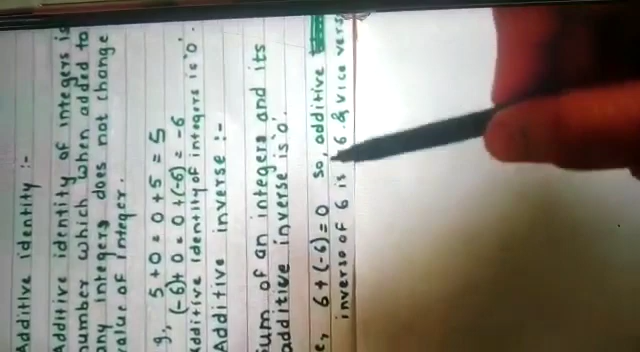 Additive identity :-
Additive identity of integers is
number which when added to
any integers does not change
value of integer.
g, 5+0 = 0+5 = 5
(-6)+0 = 0+(-6) = -6
Additive identity of integers is '0'.
Additive inverse :-
sum of an integers and its
additive inverse is '0'.
e, 6+(-6)=0 so, additive
inverse of 6 is 6 & vice vers